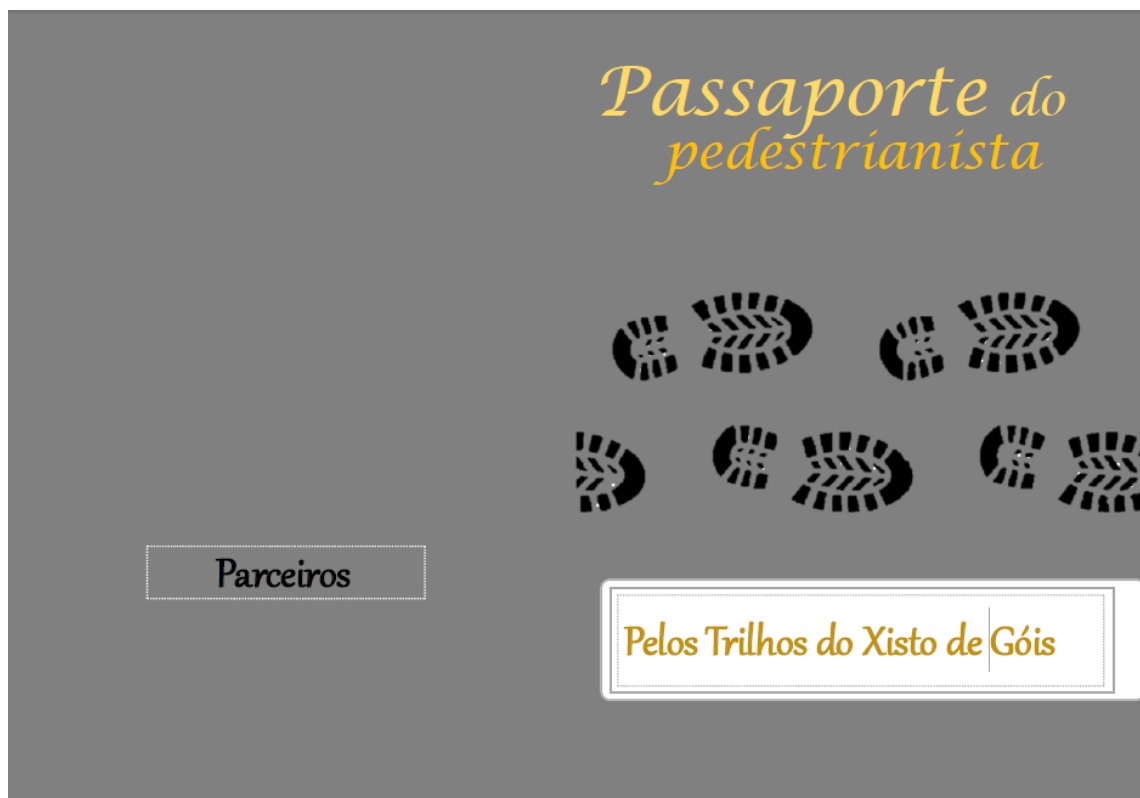 Passaporte do
pedestrianista
Parceiros
Pelos Trilhos do Xisto de Góis